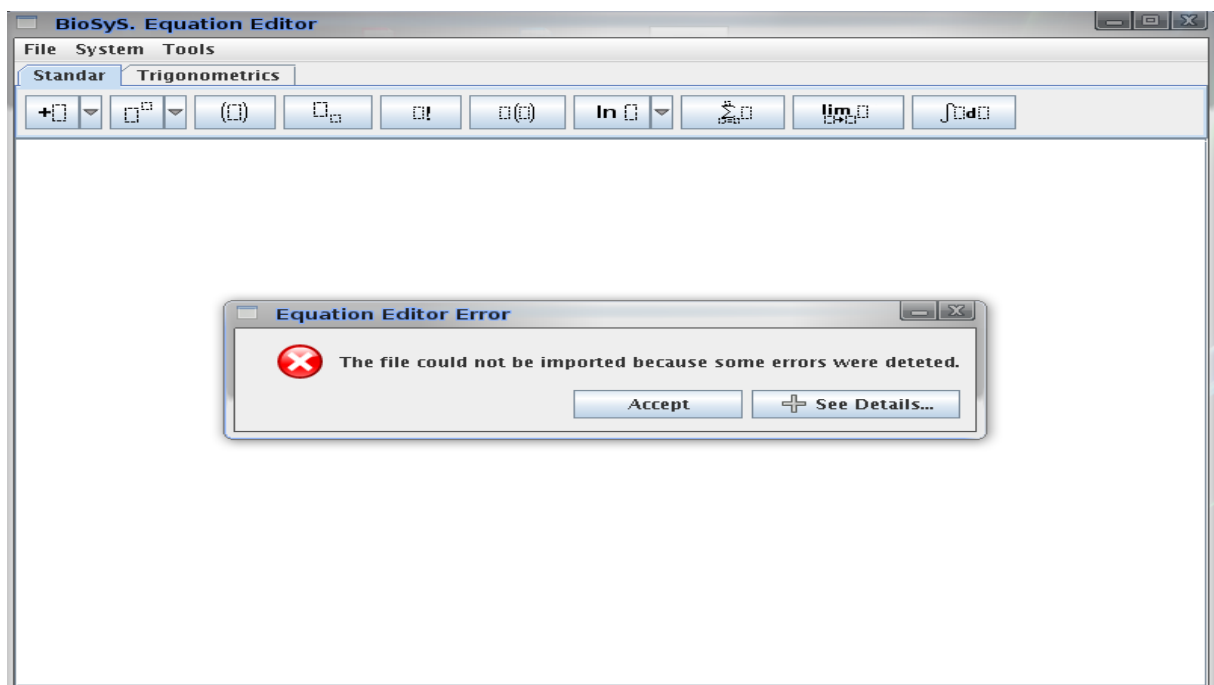 BioSyS. Equation Editor
File System Tools
Standar Trigonometrics
+ ( ) ! ( ) ln Σ lim ∫ d
Equation Editor Error
The file could not be imported because some errors were deteted.
Accept See Details...